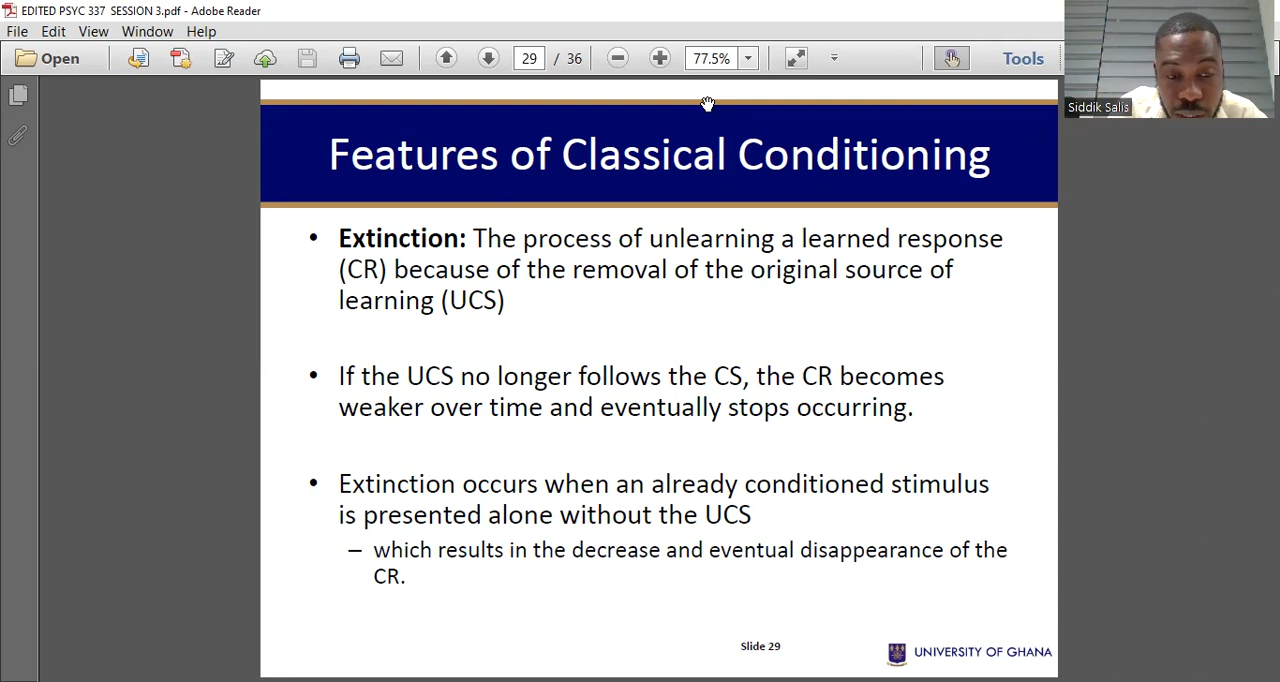 EDITED PSYC 337  SESSION 3.pdf - Adobe Reader
File Edit View Window Help
Open 29 / 36 77.5% Tools
Siddik Salis
Features of Classical Conditioning
• Extinction: The process of unlearning a learned response
(CR) because of the removal of the original source of
learning (UCS)
• If the UCS no longer follows the CS, the CR becomes
weaker over time and eventually stops occurring.
• Extinction occurs when an already conditioned stimulus
is presented alone without the UCS
– which results in the decrease and eventual disappearance of the
CR.
Slide 29
UNIVERSITY OF GHANA